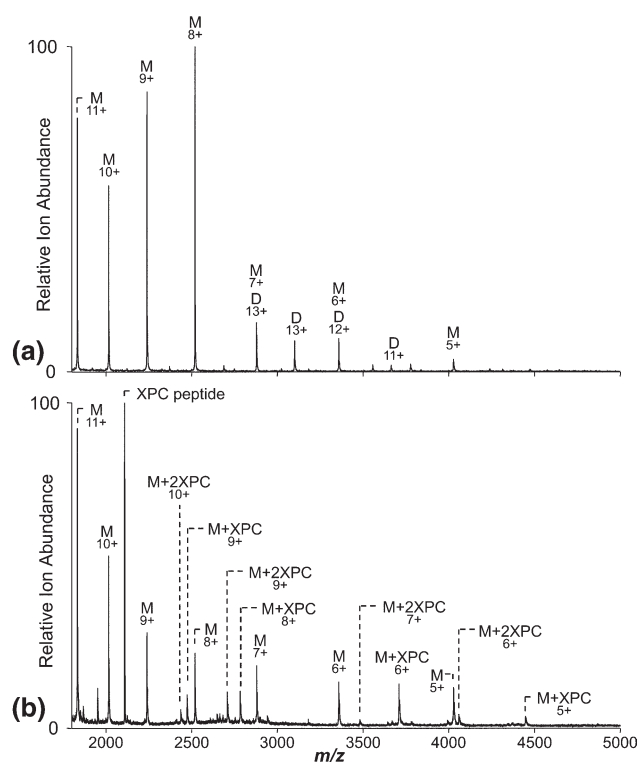 100
M
8+
M
9+
M
11+
M
10+
Relative Ion Abundance
M
7+
D
13+
D
13+
M
6+
D
12+
D
11+
M
5+
(a)
0
100
XPC peptide
M
11+
M+2XPC
10+
M
10+
M+XPC
9+
M+2XPC
9+
Relative Ion Abundance
M
9+
M+XPC
8+
M
8+
M
7+
M+2XPC
7+
M+2XPC
6+
M
6+
M+XPC
6+
M
5+
M+XPC
5+
(b)
0
2000 2500 3000 3500 4000 4500 5000
m/z